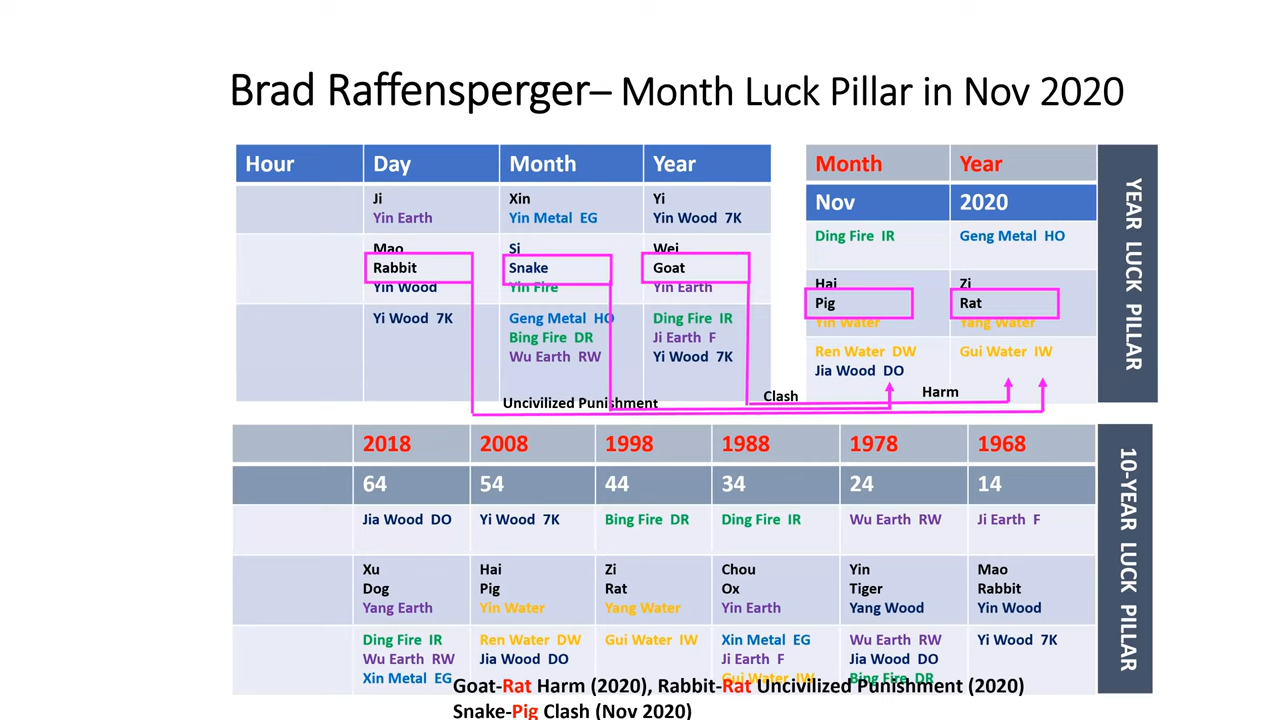 Brad Raffensperger– Month Luck Pillar in Nov 2020
Hour Day Month Year
Ji Xin Yi
Yin Earth Yin Metal EG Yin Wood 7K
Mao Si Wei
Rabbit Snake Goat
Yin Wood Yin Fire Yin Earth
Yi Wood 7K Geng Metal HO Ding Fire IR
Bing Fire DR Ji Earth F
Wu Earth RW Yi Wood 7K
Month Year
Nov 2020
Ding Fire IR Geng Metal HO
Hai Zi
Pig Rat
Yin Water Yang Water
Ren Water DW Gui Water IW
Jia Wood DO
YEAR LUCK PILLAR
Uncivilized Punishment Clash Harm
2018 2008 1998 1988 1978 1968
64 54 44 34 24 14
Jia Wood DO Yi Wood 7K Bing Fire DR Ding Fire IR Wu Earth RW Ji Earth F
Xu Hai Zi Chou Yin Mao
Dog Pig Rat Ox Tiger Rabbit
Yang Earth Yin Water Yang Water Yin Earth Yang Wood Yin Wood
Ding Fire IR Ren Water DW Gui Water IW Xin Metal EG Wu Earth RW Yi Wood 7K
Wu Earth RW Jia Wood DO Ji Earth F Jia Wood DO
Xin Metal EG Gui Water IW Bing Fire DR
10-YEAR LUCK PILLAR
Goat-Rat Harm (2020), Rabbit-Rat Uncivilized Punishment (2020)
Snake-Pig Clash (Nov 2020)